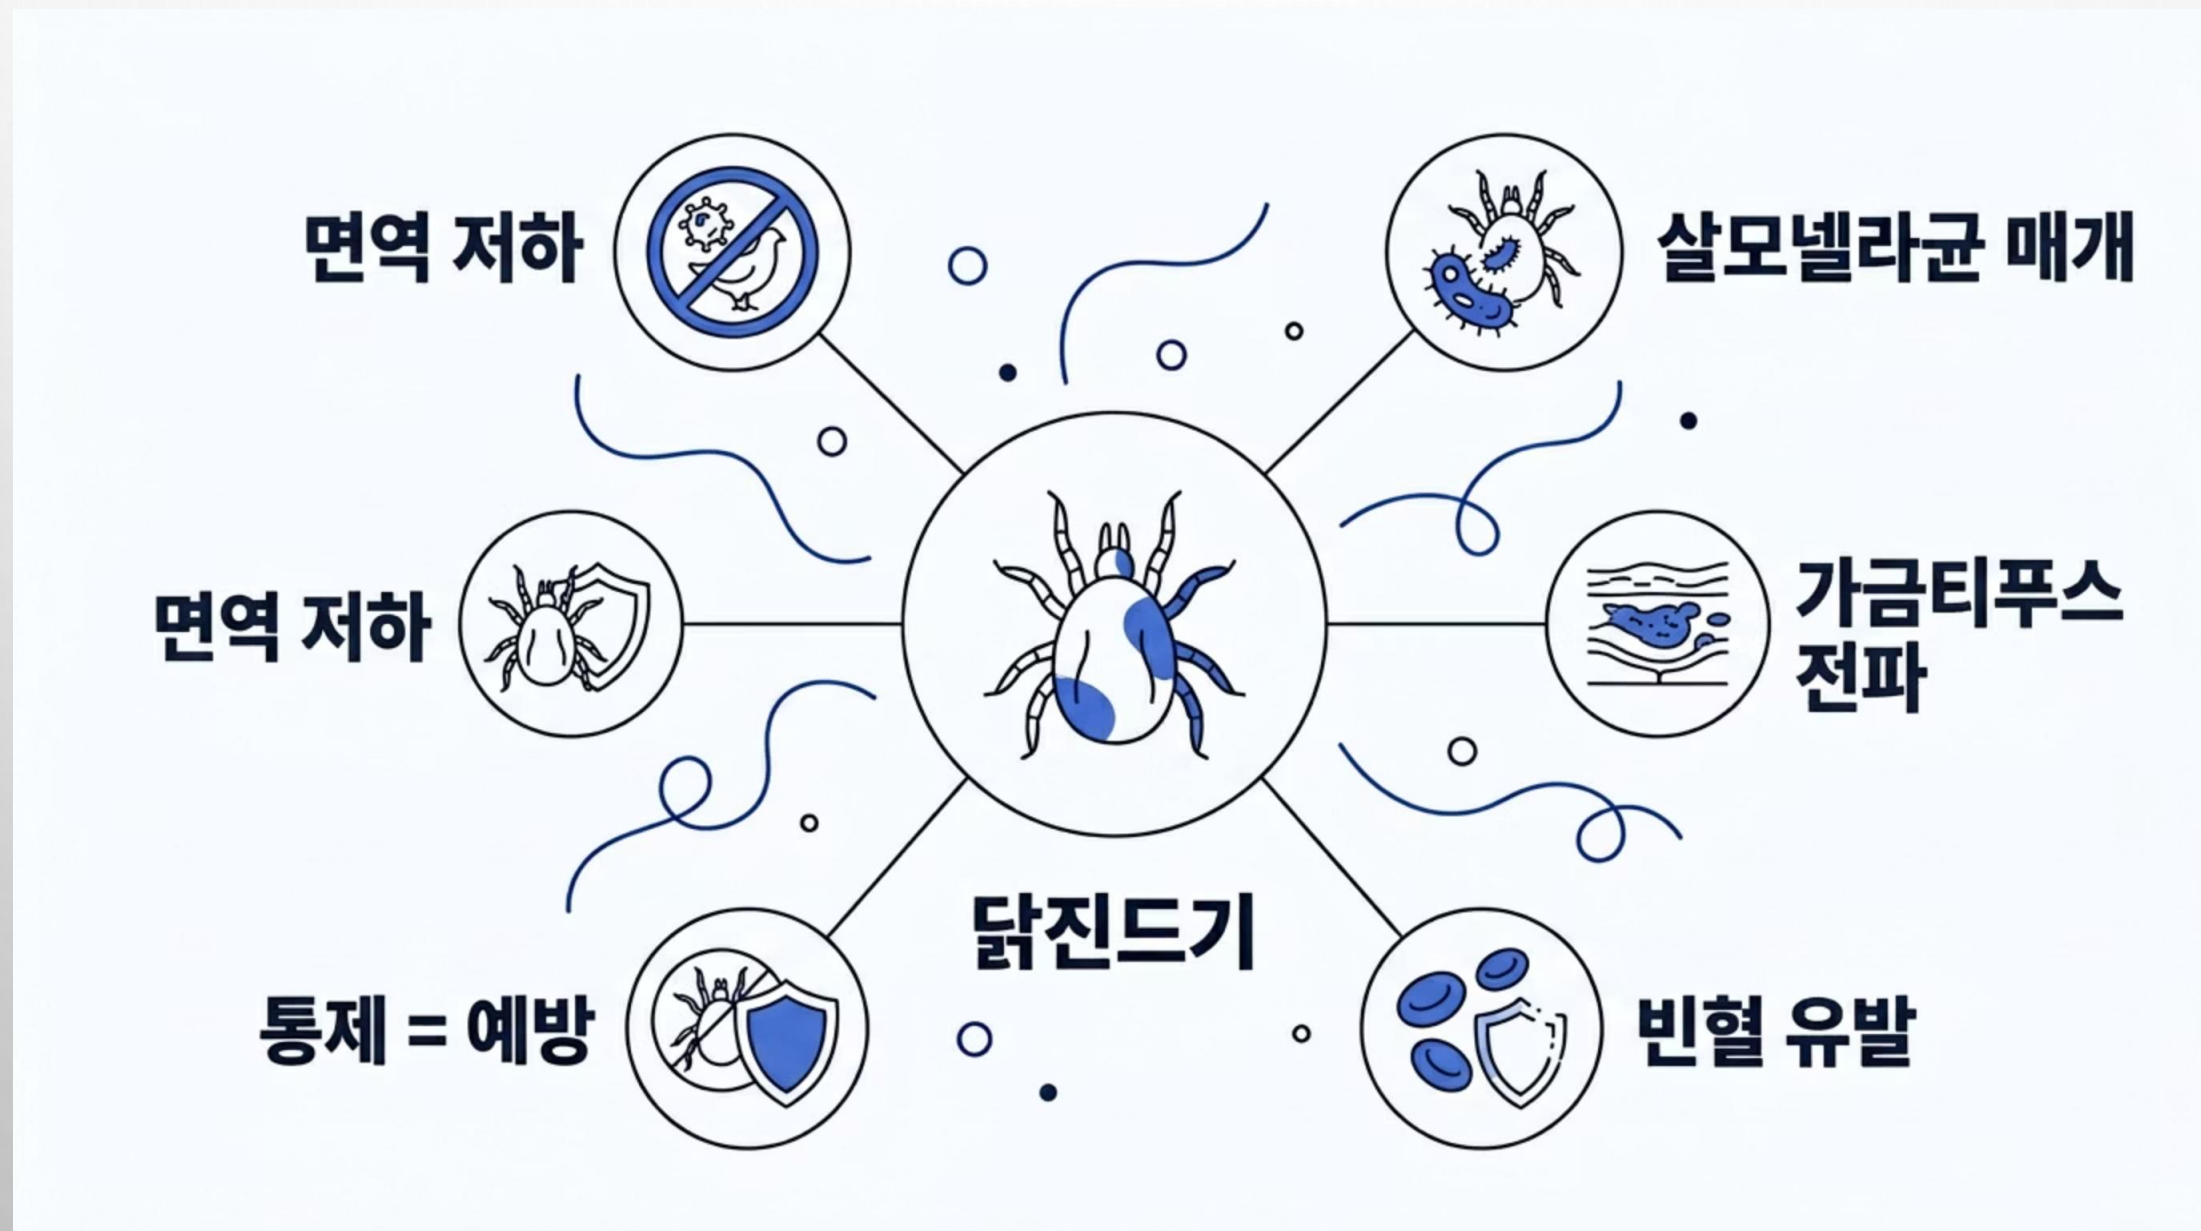 면역 저하
살모넬라균 매개
면역 저하
가금티푸스
전파
닭진드기
통제 = 예방
빈혈 유발